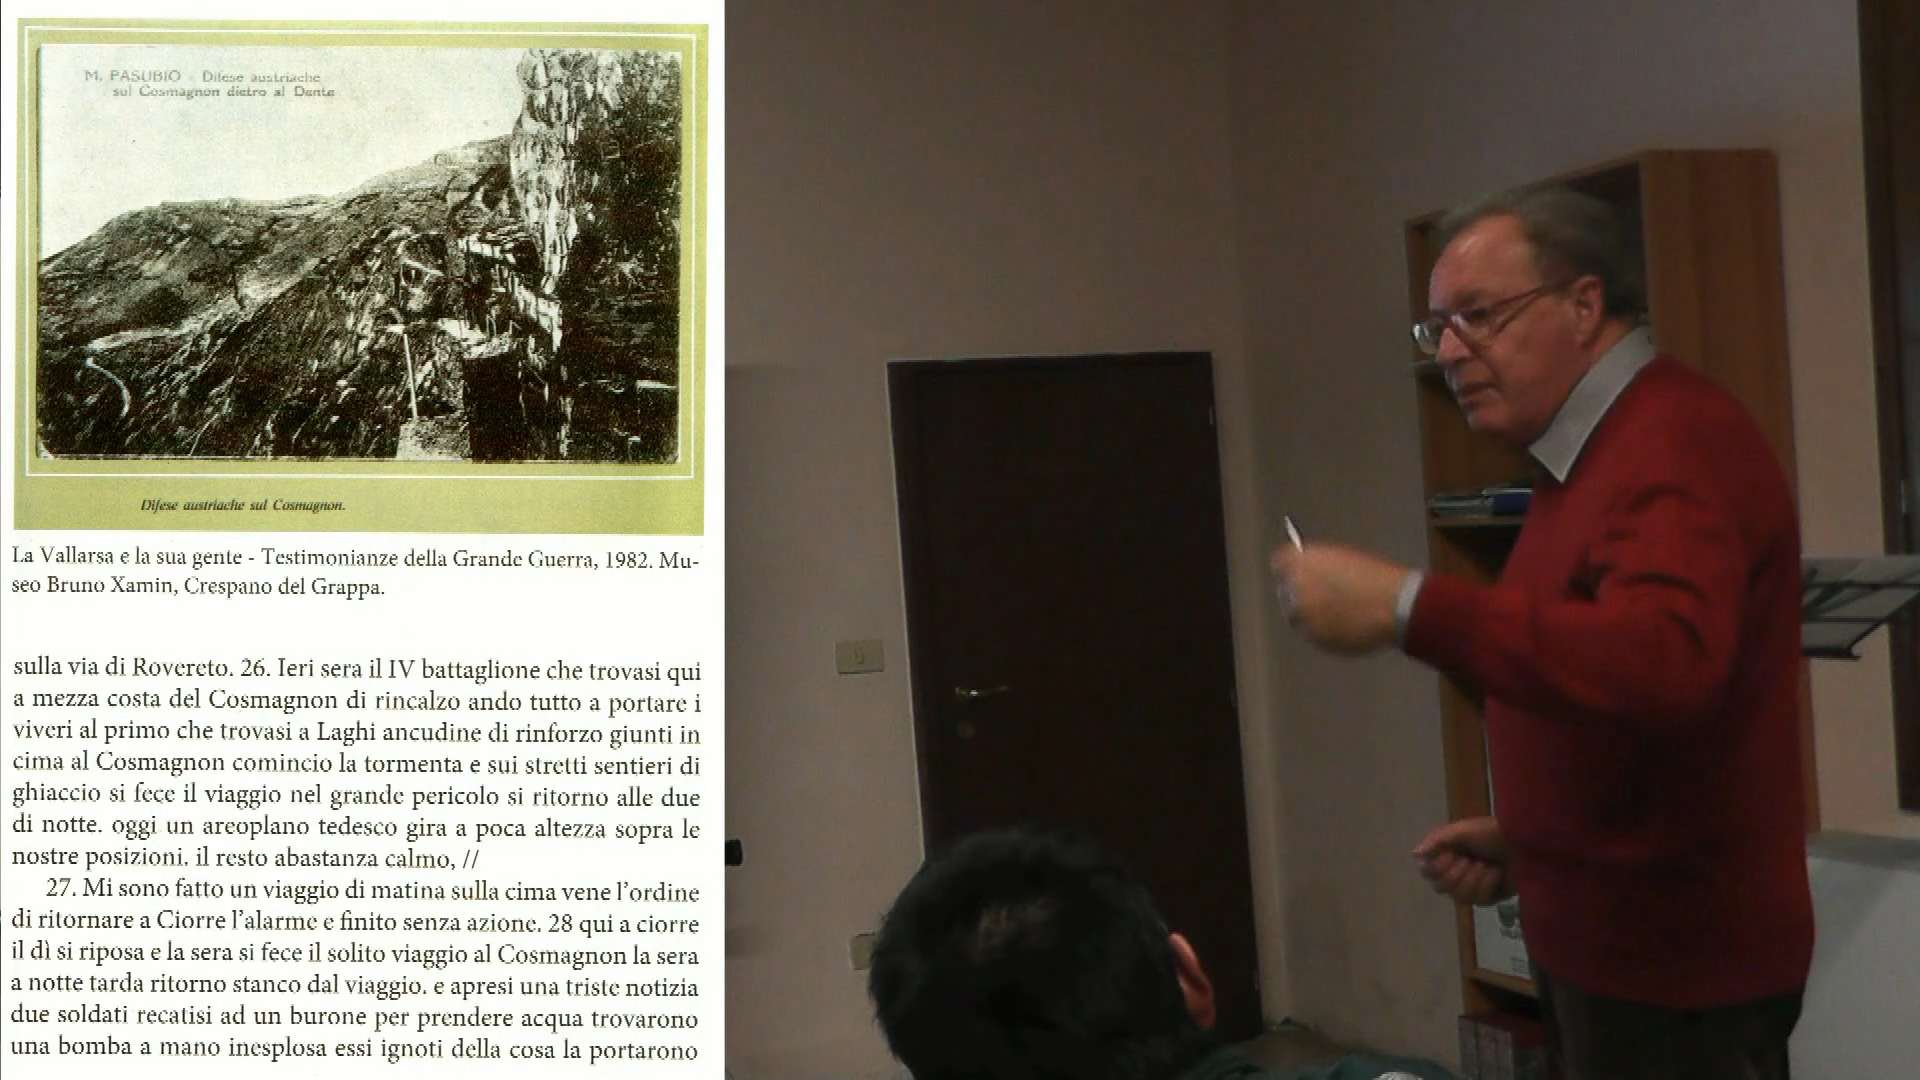 M. PASUBIO - Difese austriache
sul Cosmagnon dietro al Dente
Difese austriache sul Cosmagnon.
La Vallarsa e la sua gente - Testimonianze della Grande Guerra, 1982. Mu-
seo Bruno Xamin, Crespano del Grappa.
sulla via di Rovereto. 26. Ieri sera il IV battaglione che trovasi qui
a mezza costa del Cosmagnon di rincalzo ando tutto a portare i
viveri al primo che trovasi a Laghi ancudine di rinforzo giunti in
cima al Cosmagnon comincio la tormenta e sui stretti sentieri di
ghiaccio si fece il viaggio nel grande pericolo si ritorno alle due
di notte. oggi un areoplano tedesco gira a poca altezza sopra le
nostre posizioni. il resto abastanza calmo, //
27. Mi sono fatto un viaggio di matina sulla cima vene l'ordine
di ritornare a Ciorre l'alarme e finito senza azione. 28 qui a ciorre
il dì si riposa e la sera si fece il solito viaggio al Cosmagnon la sera
a notte tarda ritorno stanco dal viaggio. e apresi una triste notizia
due soldati recatisi ad un burone per prendere acqua trovarono
una bomba a mano inesplosa essi ignoti della cosa la portarono